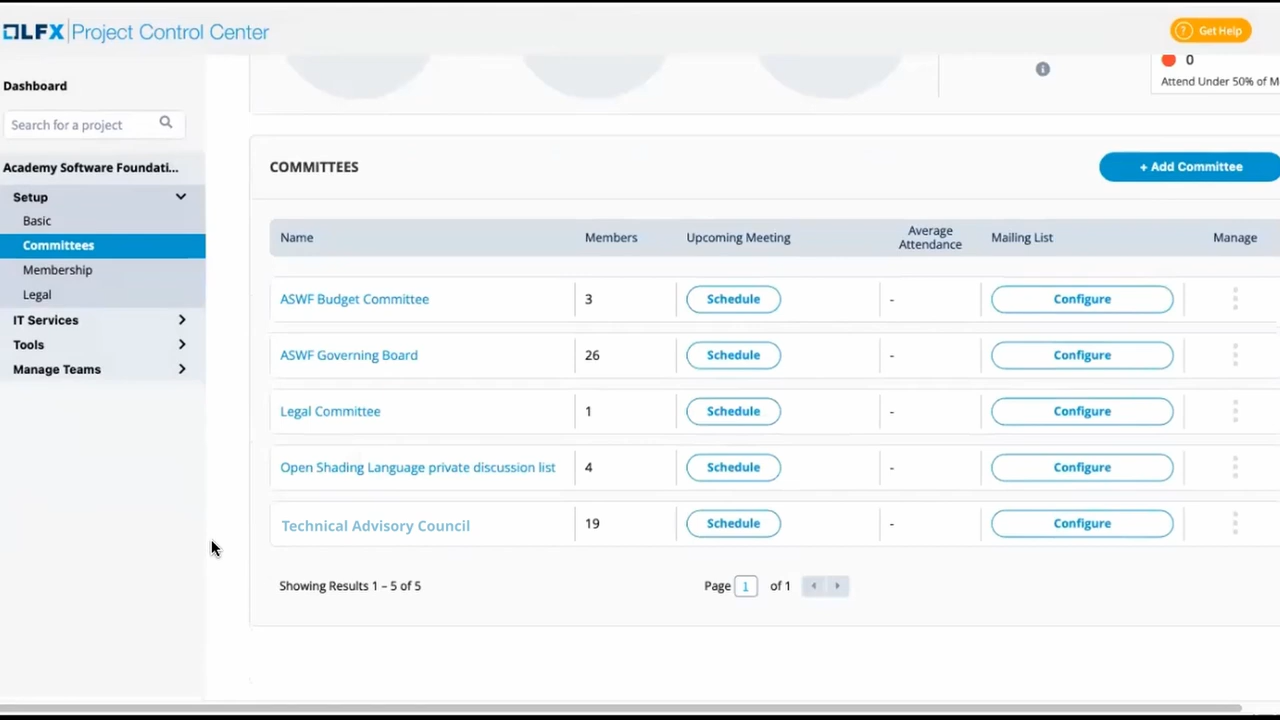 LFX Project Control Center
? Get Help
Dashboard
Search for a project
Academy Software Foundati...
Setup
Basic
Committees
Membership
Legal
IT Services
Tools
Manage Teams
i
0
Attend Under 50% of M
COMMITTEES
+ Add Committee
Name Members Upcoming Meeting Average Attendance Mailing List Manage
ASWF Budget Committee 3 Schedule - Configure
ASWF Governing Board 26 Schedule - Configure
Legal Committee 1 Schedule - Configure
Open Shading Language private discussion list 4 Schedule - Configure
Technical Advisory Council 19 Schedule - Configure
Showing Results 1 – 5 of 5 Page 1 of 1